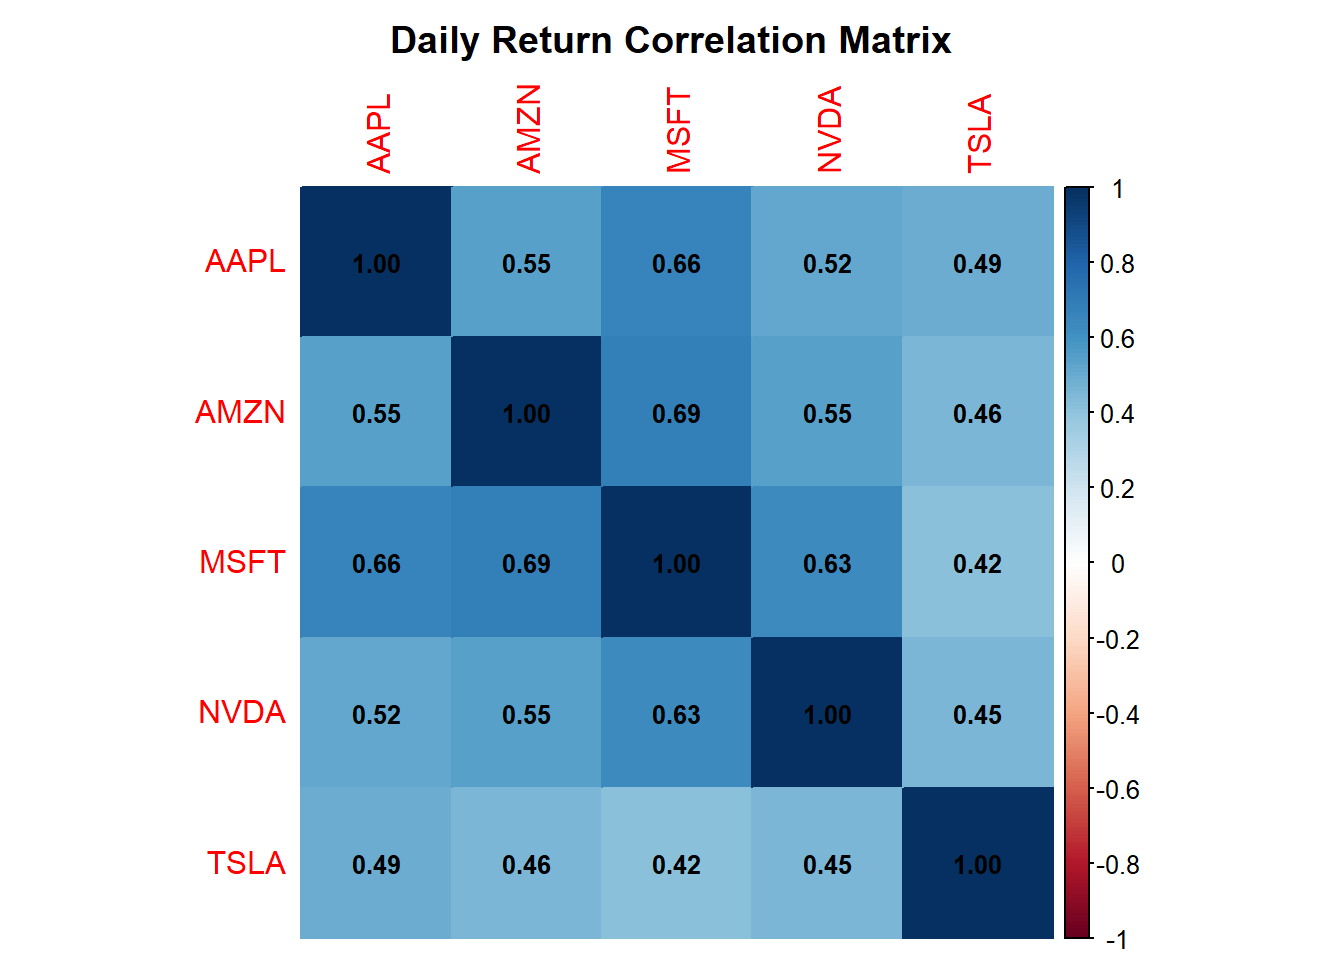 Daily Return Correlation Matrix
AAPL AMZN MSFT NVDA TSLA
AAPL 1.00 0.55 0.66 0.52 0.49
AMZN 0.55 1.00 0.69 0.55 0.46
MSFT 0.66 0.69 1.00 0.63 0.42
NVDA 0.52 0.55 0.63 1.00 0.45
TSLA 0.49 0.46 0.42 0.45 1.00
1
0.8
0.6
0.4
0.2
0
-0.2
-0.4
-0.6
-0.8
-1